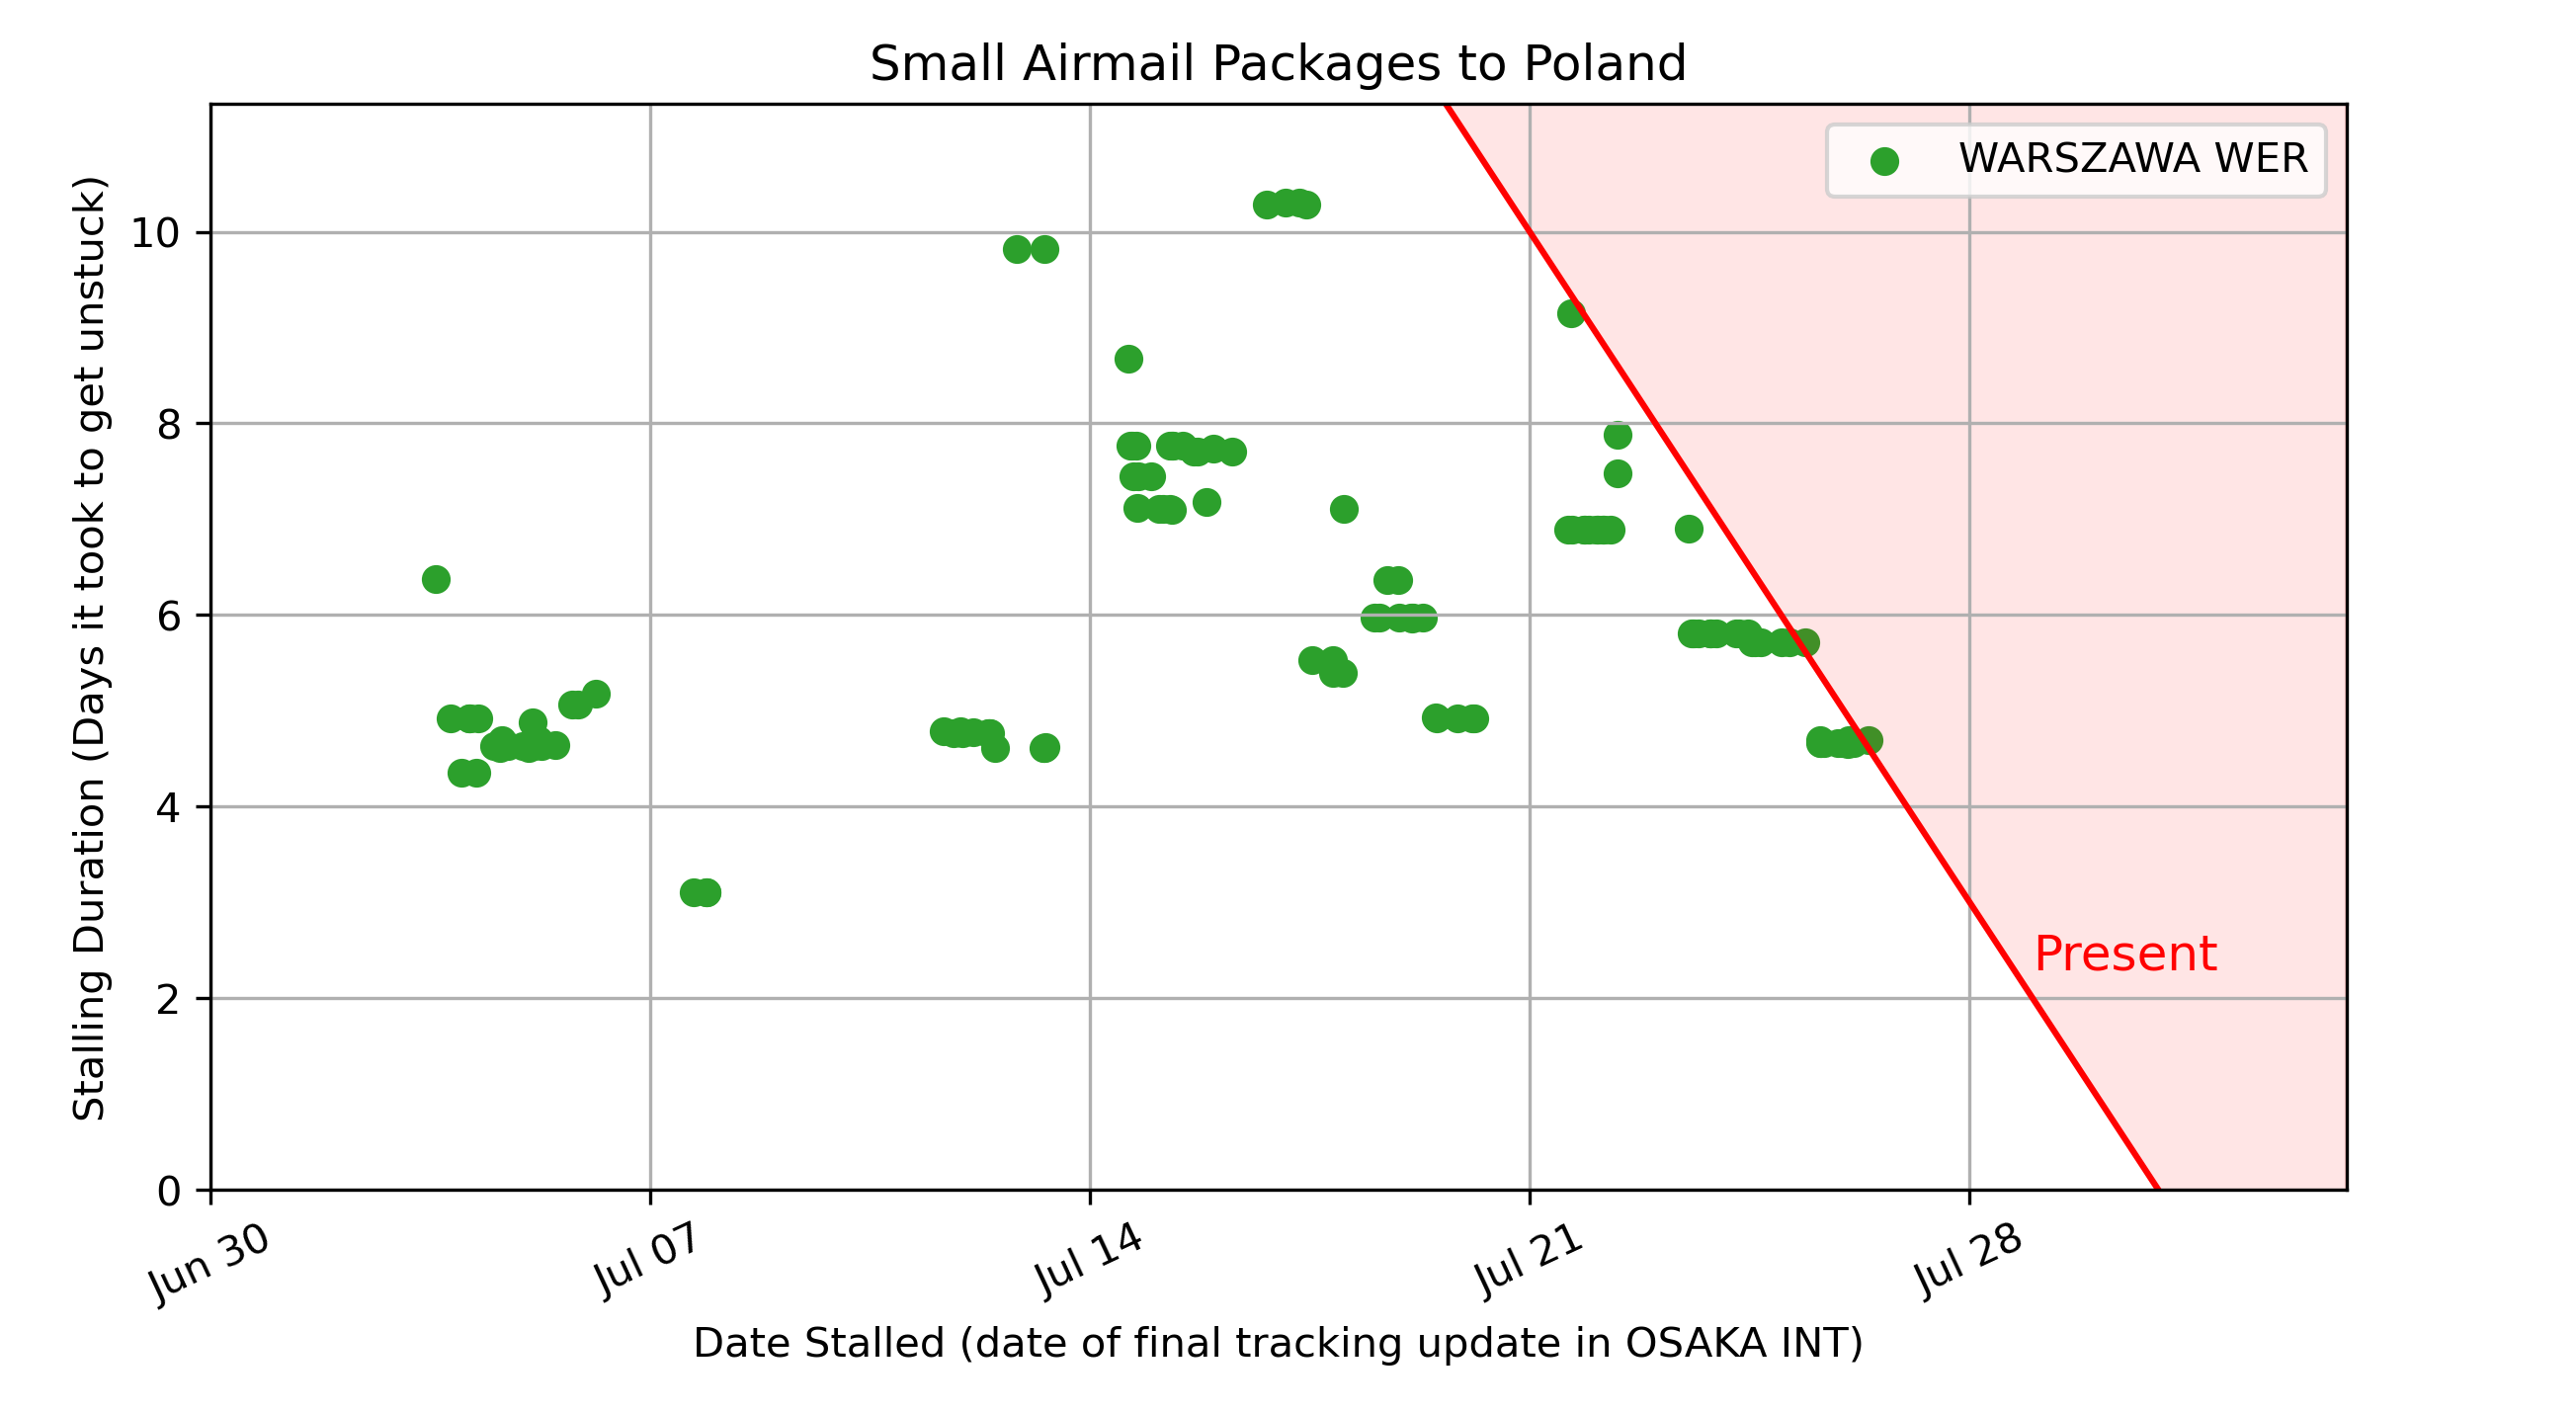 Small Airmail Packages to Poland
WARSZAWA WER
Stalling Duration (Days it took to get unstuck)
10
8
6
4
2
0
Present
Jun 30
Jul 07
Jul 14
Jul 21
Jul 28
Date Stalled (date of final tracking update in OSAKA INT)